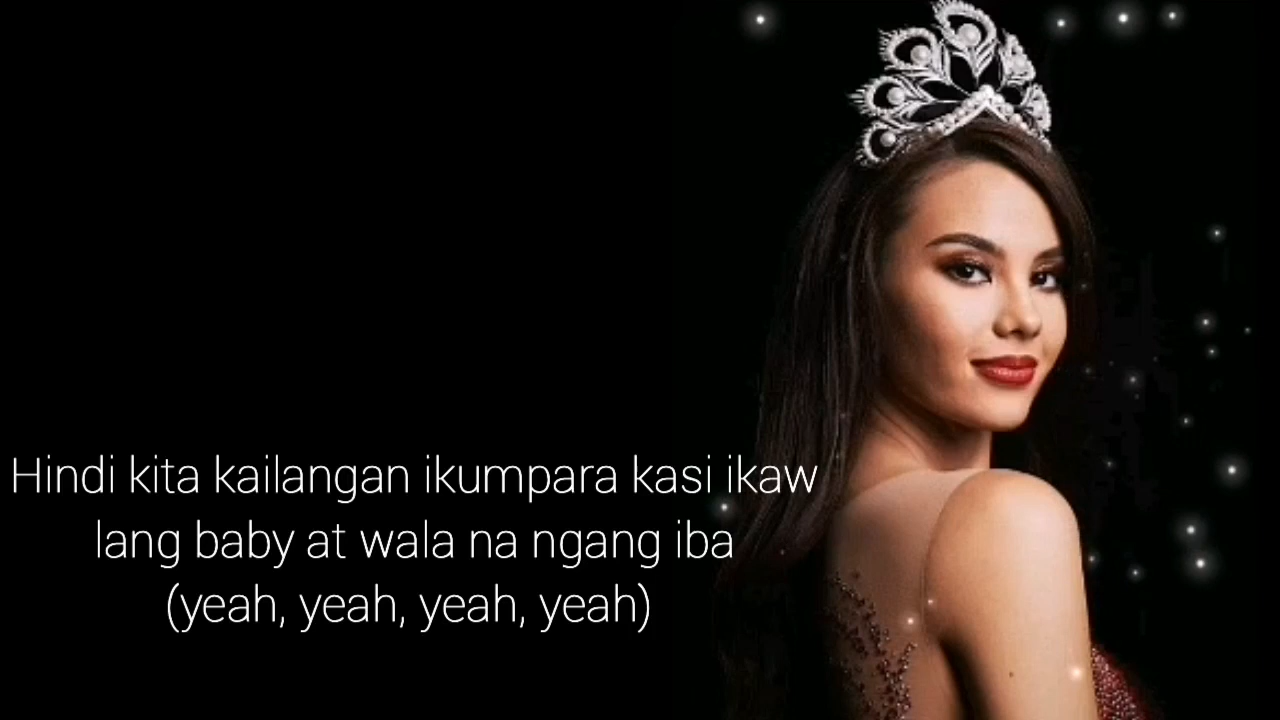 Hindi kita kailangan ikumpara kasi ikaw
lang baby at wala na ngang iba
(yeah, yeah, yeah, yeah)